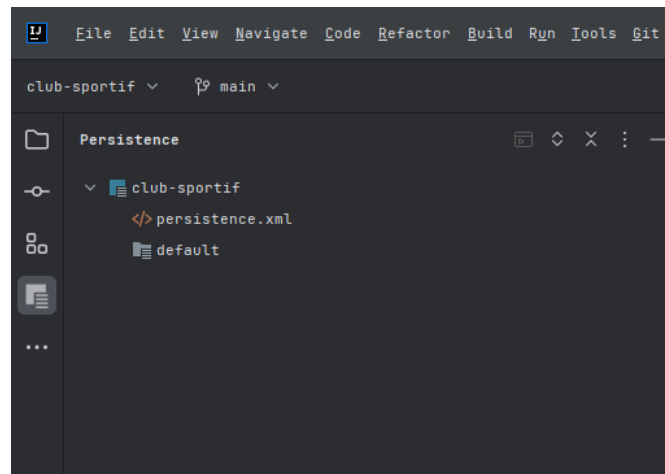 IJ File Edit View Navigate Code Refactor Build Run Tools Git
club-sportif main
Persistence
club-sportif
</> persistence.xml
default